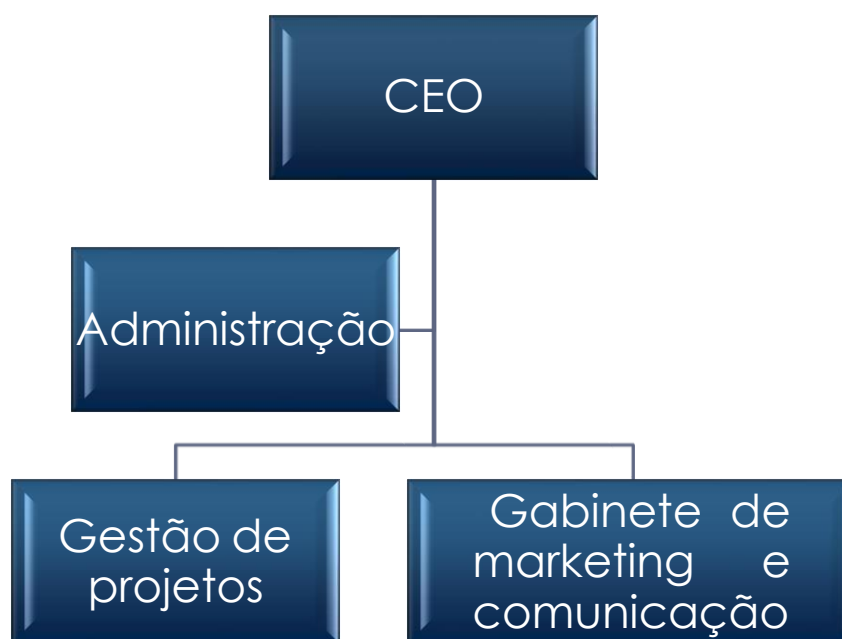 CEO
Administração
Gestão de
projetos
Gabinete de
marketing e
comunicação